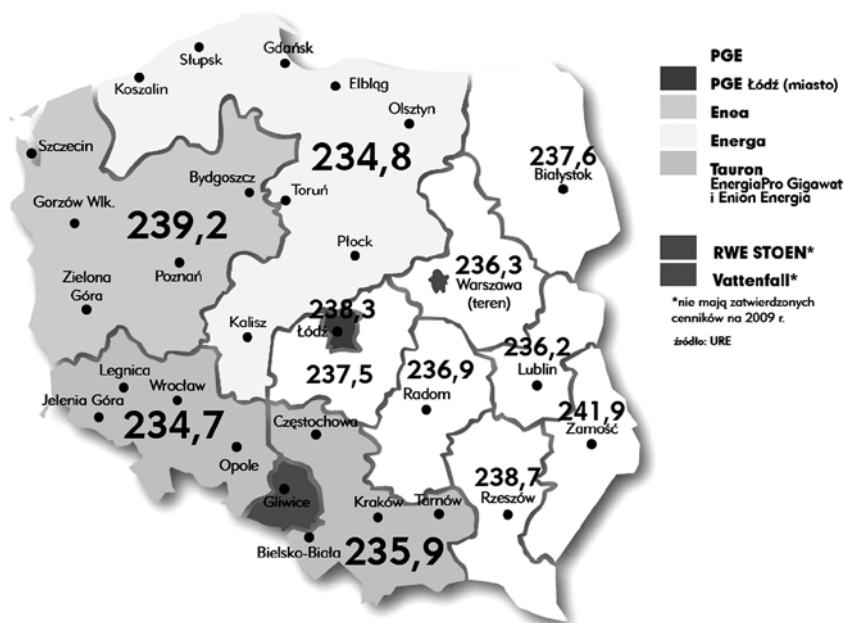 Słupsk
Gdańsk
Koszalin
Elbląg
Olsztyn
Szczecin
234,8
237,6
Białystok
Bydgoszcz
Toruń
Gorzów Wlk.
239,2
Płock
236,3
Warszawa
(teren)
Zielona
Góra
Poznań
Kalisz
238,3
Łódź
237,5
236,9
Radom
236,2
Lublin
Legnica
Wrocław
Jelenia Góra
234,7
Częstochowa
241,9
Zamość
Opole
238,7
Rzeszów
Gliwice
Kraków
Tarnów
Bielsko-Biała
235,9
PGE
PGE Łódź (miasto)
Enea
Energa
Tauron
EnergiaPro Gigawat
i Enion Energia
RWE STOEN*
Vattenfall*
*nie mają zatwierdzonych
cenników na 2009 r.
źródło: URE